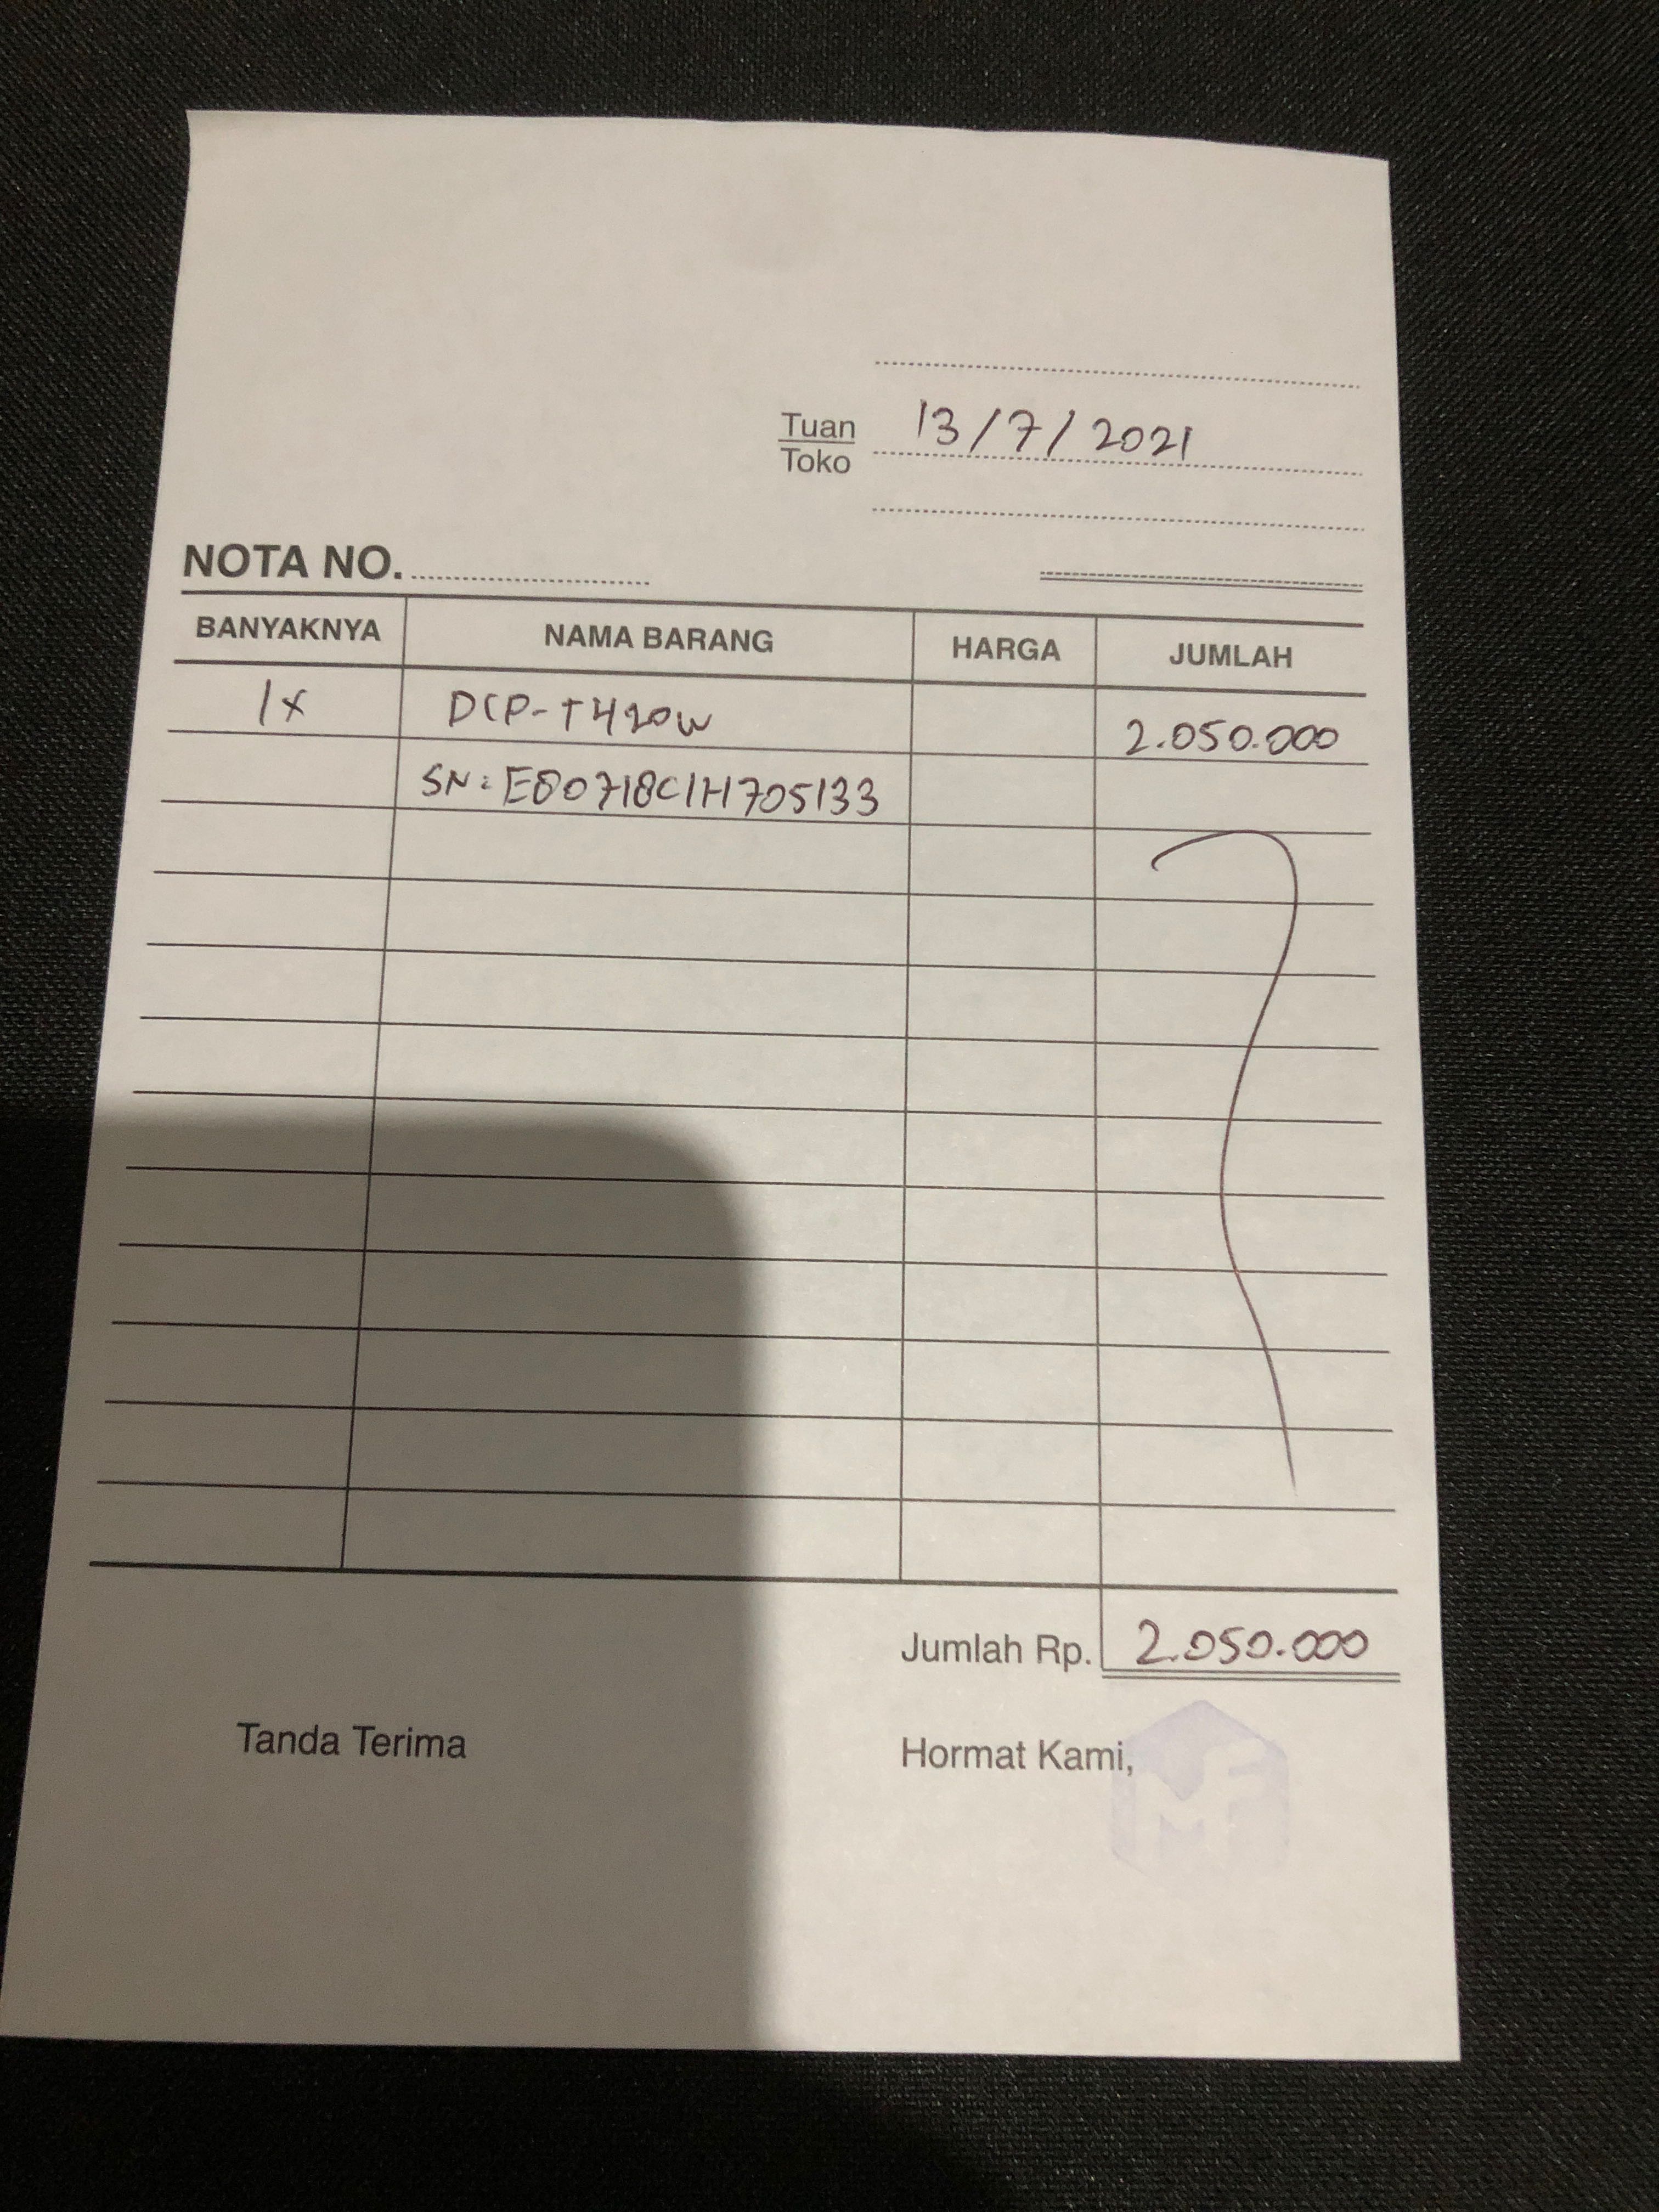 Tuan 13/7/2021
Toko
NOTA NO.
BANYAKNYA NAMA BARANG HARGA JUMLAH
1x DCP-T420W 2.050.000
SN: E80718C1H705133
Jumlah Rp. 2.050.000
Tanda Terima Hormat Kami,
FM